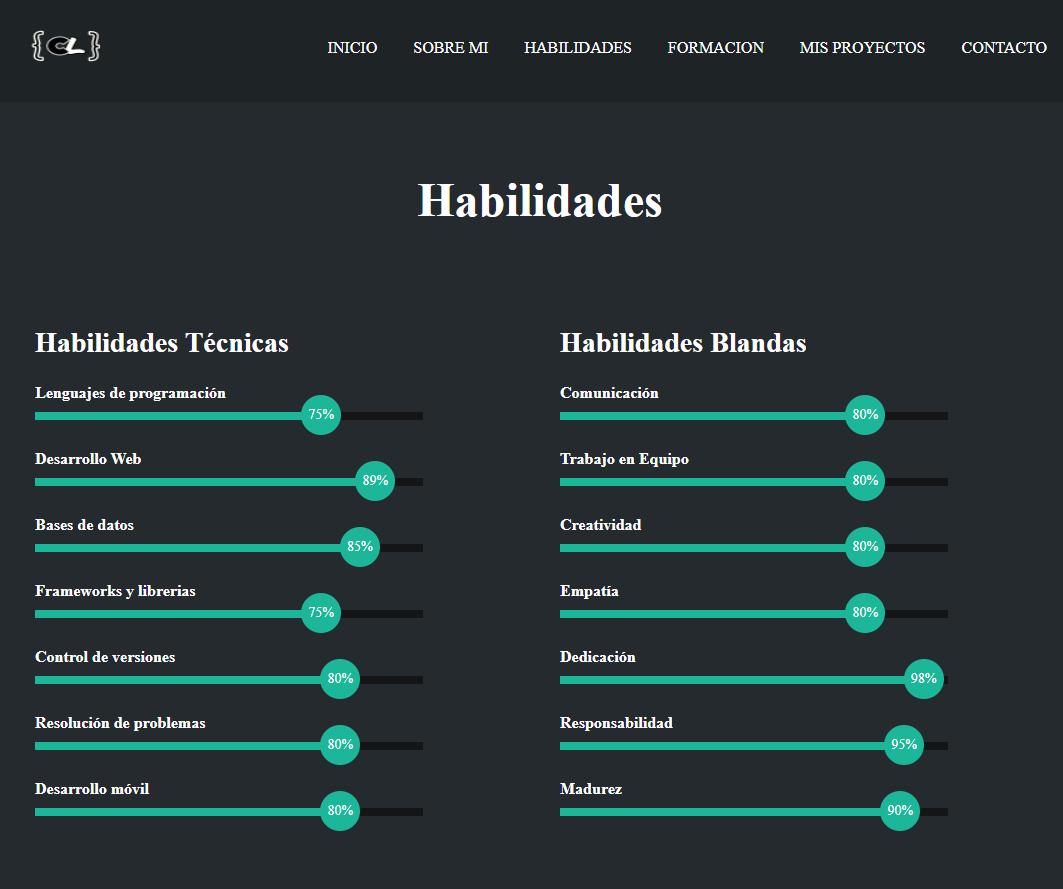 {CL}
INICIO SOBRE MI HABILIDADES FORMACION MIS PROYECTOS CONTACTO
Habilidades
Habilidades Técnicas
Lenguajes de programación
75%
Desarrollo Web
89%
Bases de datos
85%
Frameworks y librerias
75%
Control de versiones
80%
Resolución de problemas
80%
Desarrollo móvil
80%
Habilidades Blandas
Comunicación
80%
Trabajo en Equipo
80%
Creatividad
80%
Empatía
80%
Dedicación
98%
Responsabilidad
95%
Madurez
90%